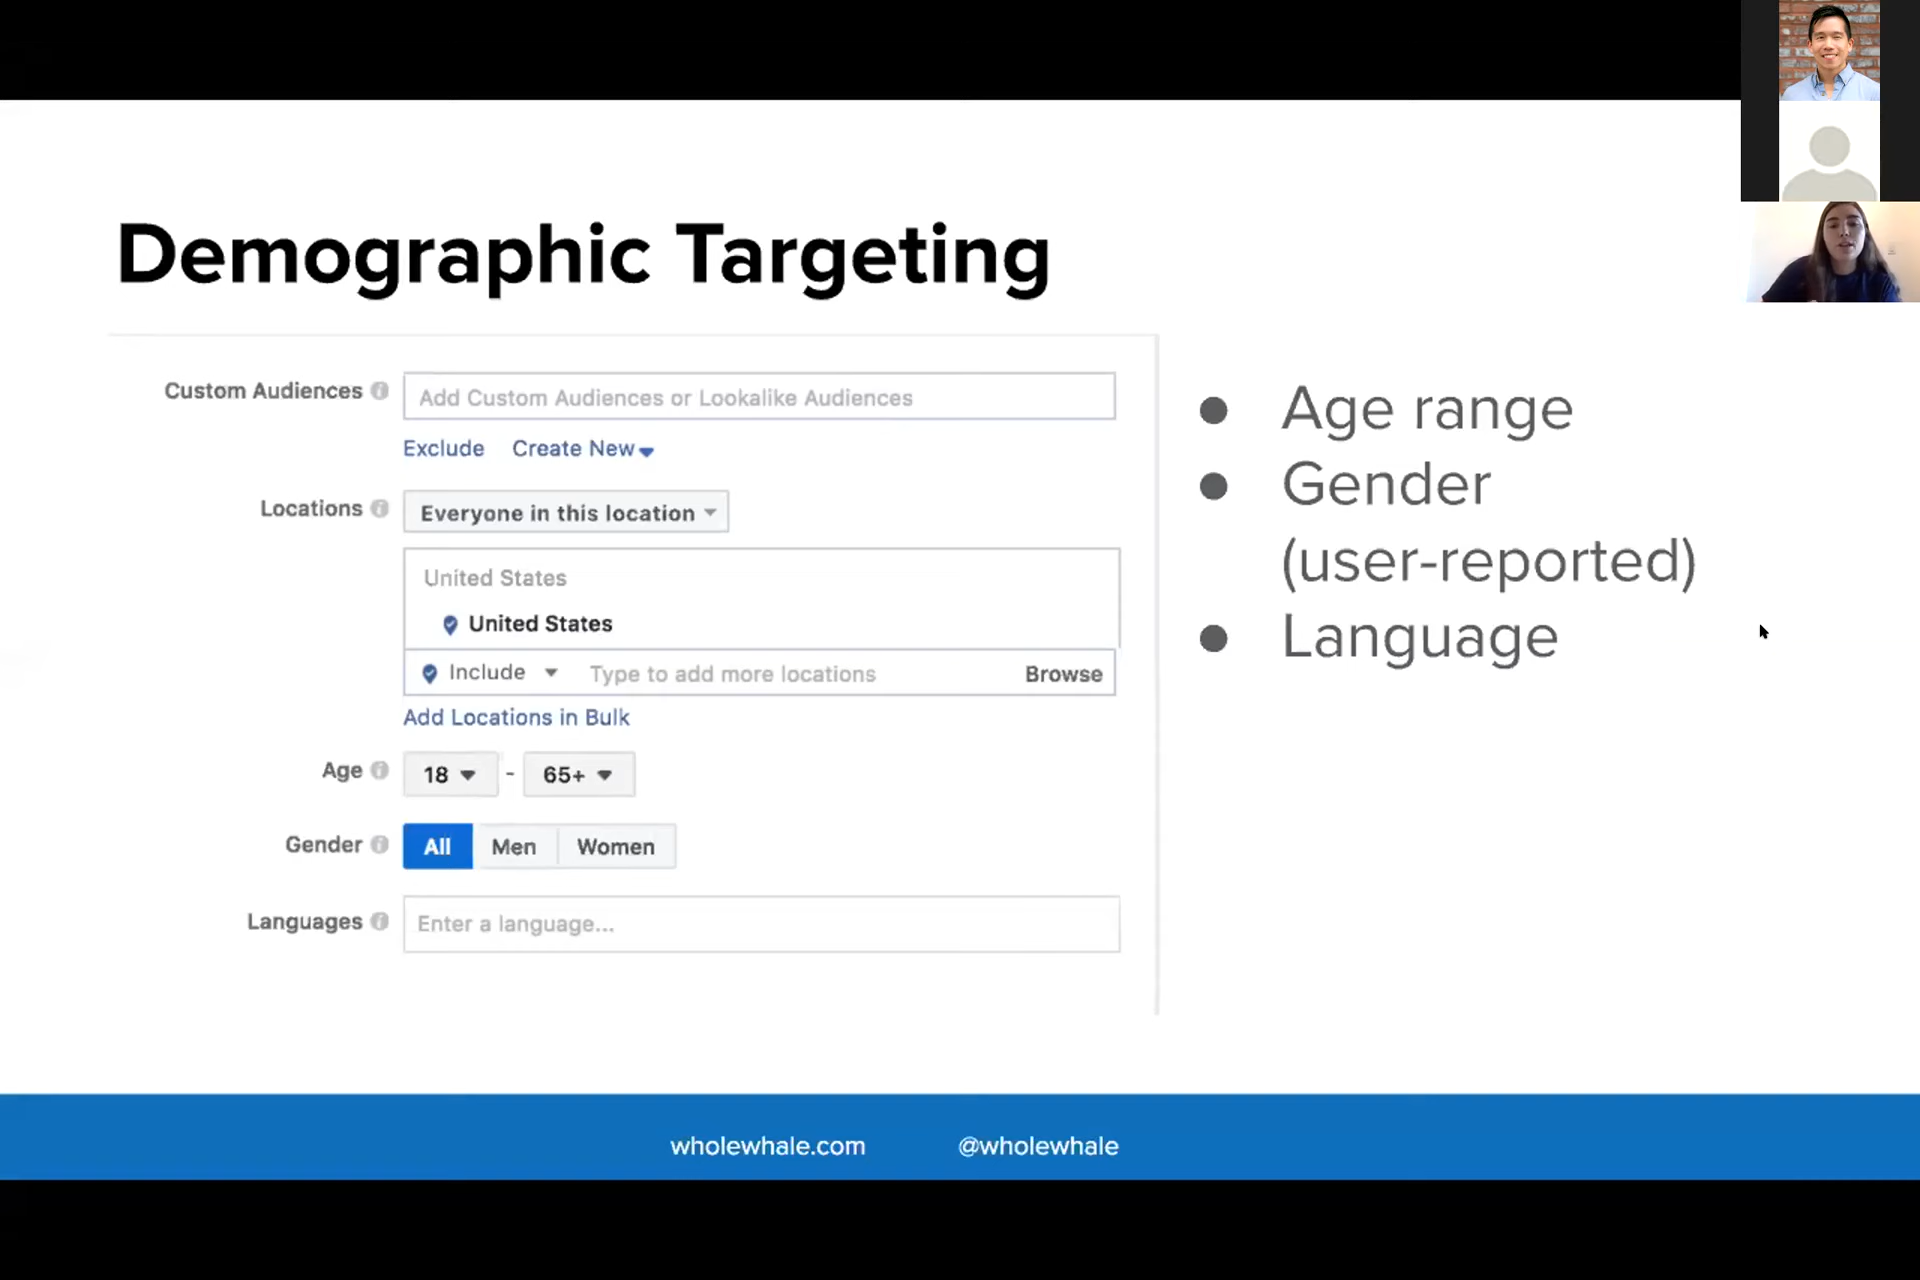 Demographic Targeting
Custom Audiences
Add Custom Audiences or Lookalike Audiences
Exclude Create New
Locations
Everyone in this location
United States
United States
Include Type to add more locations Browse
Add Locations in Bulk
Age 18 - 65+
Gender All Men Women
Languages Enter a language...
Age range
Gender
(user-reported)
Language
wholewhale.com @wholewhale